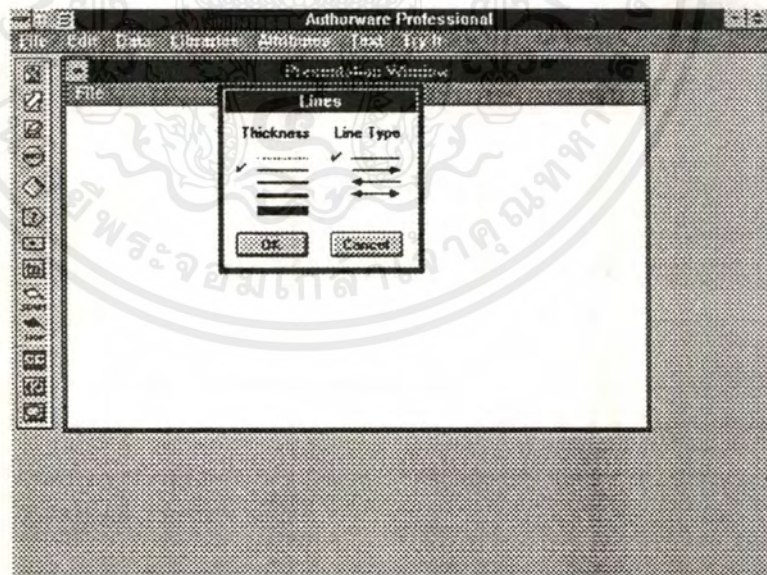 Authorware Professional
File Edit Data Libraries Attributes Text Try It
Presentation Window
File
Lines
Thickness Line Type
OK Cancel